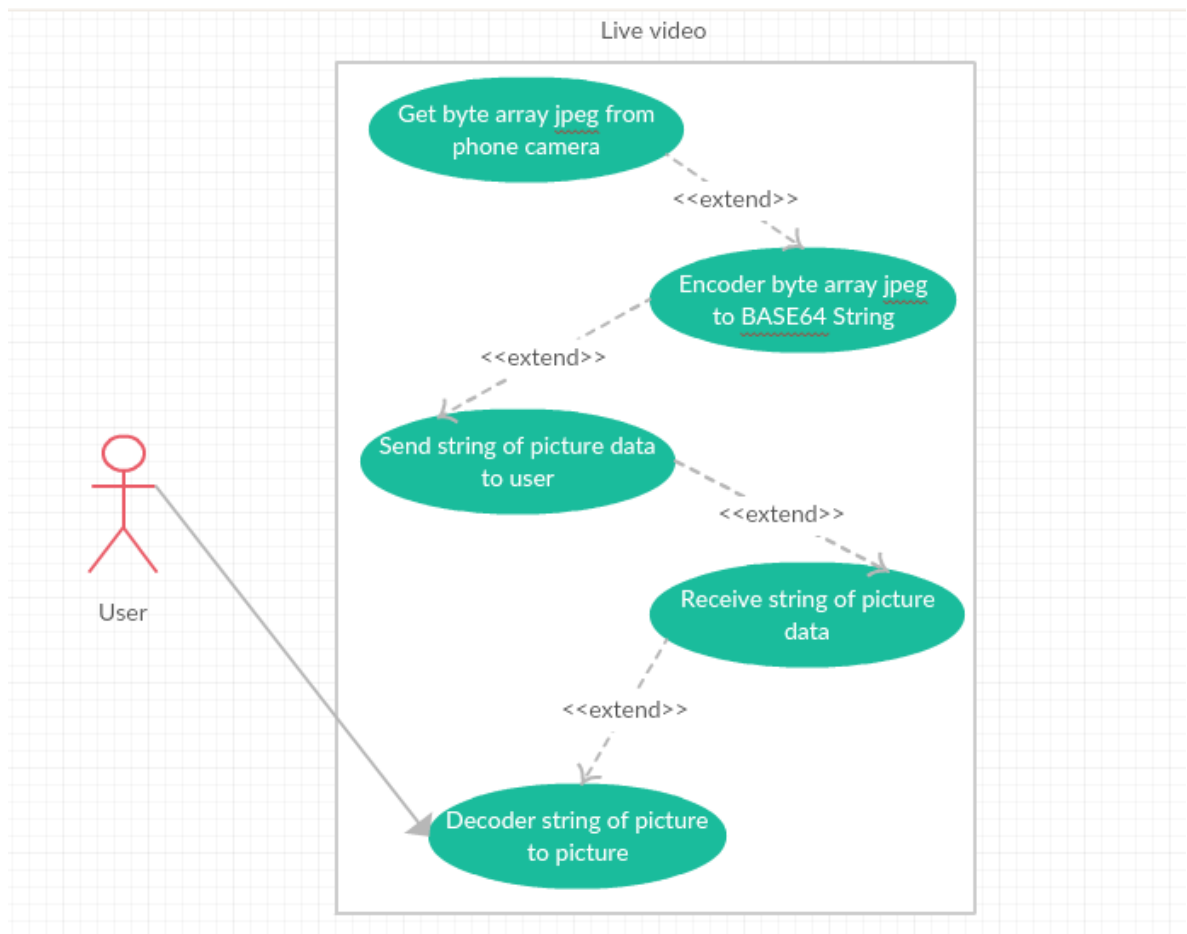 Live video
Get byte array jpeg from
phone camera
<<extend>>
Encoder byte array jpeg
to BASE64 String
<<extend>>
Send string of picture data
to user
<<extend>>
Receive string of picture
data
User
<<extend>>
Decoder string of picture
to picture